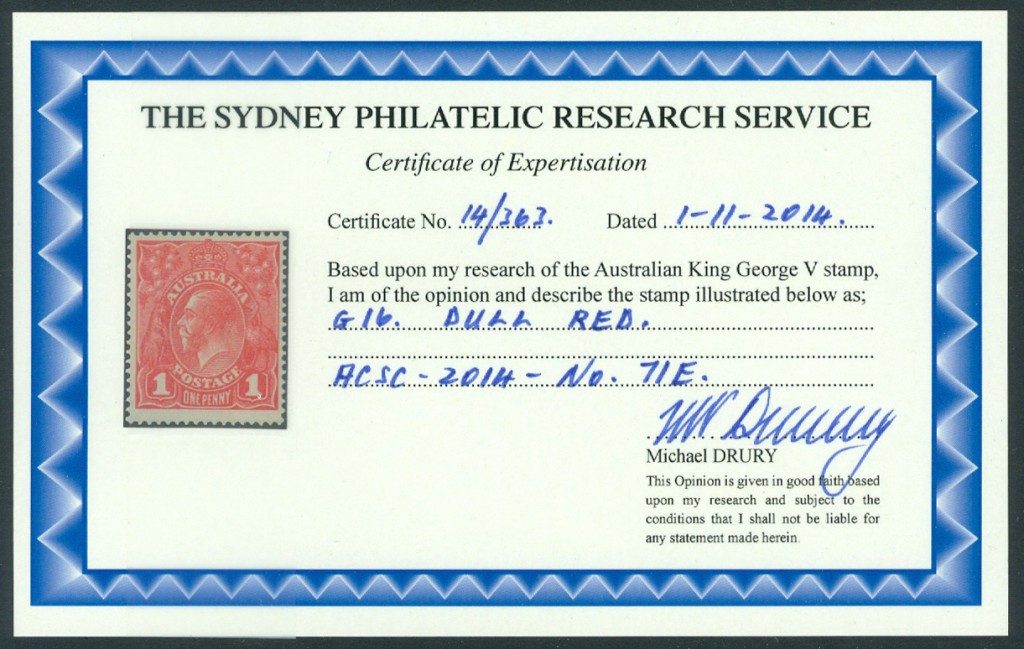 THE SYDNEY PHILATELIC RESEARCH SERVICE
Certificate of Expertisation
Certificate No. 14/363. Dated 1-11-2014.
Based upon my research of the Australian King George V stamp,
I am of the opinion and describe the stamp illustrated below as;
G16. DULL RED.
ACSC-2014-No. 71E.
AUSTRALIA
POSTAGE
1 1
ONE PENNY
MW Drury
Michael DRURY
This Opinion is given in good faith based
upon my research and subject to the
conditions that I shall not be liable for
any statement made herein.